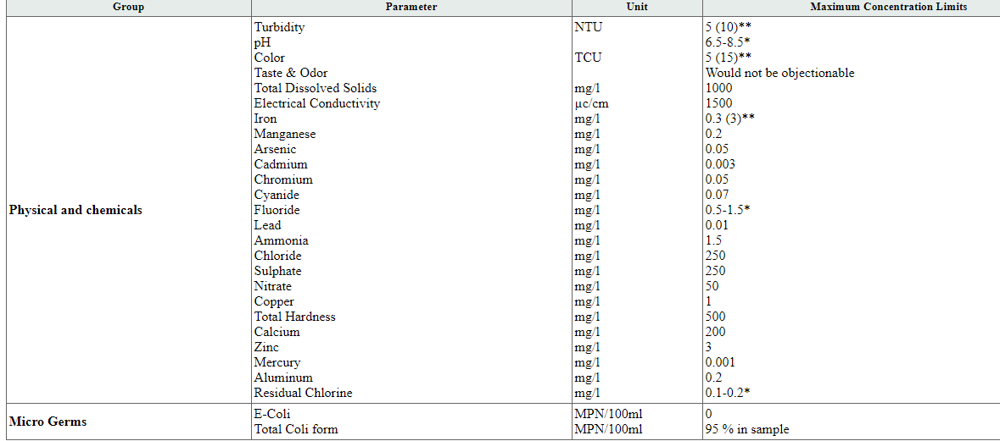 Group Parameter Unit Maximum Concentration Limits
Physical and chemicals
Turbidity NTU 5 (10)**
pH 6.5-8.5*
Color TCU 5 (15)**
Taste & Odor Would not be objectionable
Total Dissolved Solids mg/l 1000
Electrical Conductivity µc/cm 1500
Iron mg/l 0.3 (3)**
Manganese mg/l 0.2
Arsenic mg/l 0.05
Cadmium mg/l 0.003
Chromium mg/l 0.05
Cyanide mg/l 0.07
Fluoride mg/l 0.5-1.5*
Lead mg/l 0.01
Ammonia mg/l 1.5
Chloride mg/l 250
Sulphate mg/l 250
Nitrate mg/l 50
Copper mg/l 1
Total Hardness mg/l 500
Calcium mg/l 200
Zinc mg/l 3
Mercury mg/l 0.001
Aluminum mg/l 0.2
Residual Chlorine mg/l 0.1-0.2*
Micro Germs
E-Coli MPN/100ml 0
Total Coli form MPN/100ml 95 % in sample